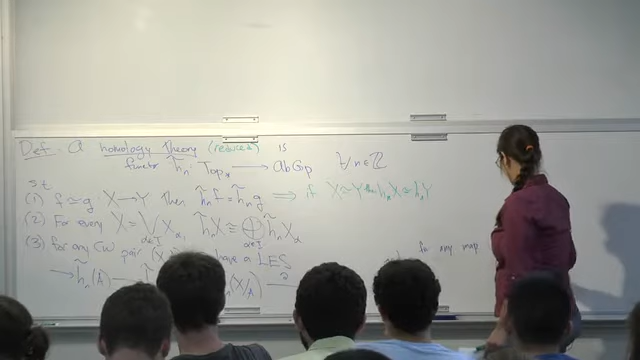 Def: A homology theory (reduced) is
functor h̃ₙ: Top* → AbGrp ∀n∈ℤ
s.t.
(1) f≃g X→Y then h̃ₙf = h̃ₙg ⟹ if X≃Y then h̃ₙX≅h̃ₙY
(2) For every X=⋁Xα, h̃ₙX ≅ ⊕ h̃ₙXα
α∈I α∈I
(3) for any CW pair have a LES
→ h̃ₙ(A) → (X/A) →
for any map